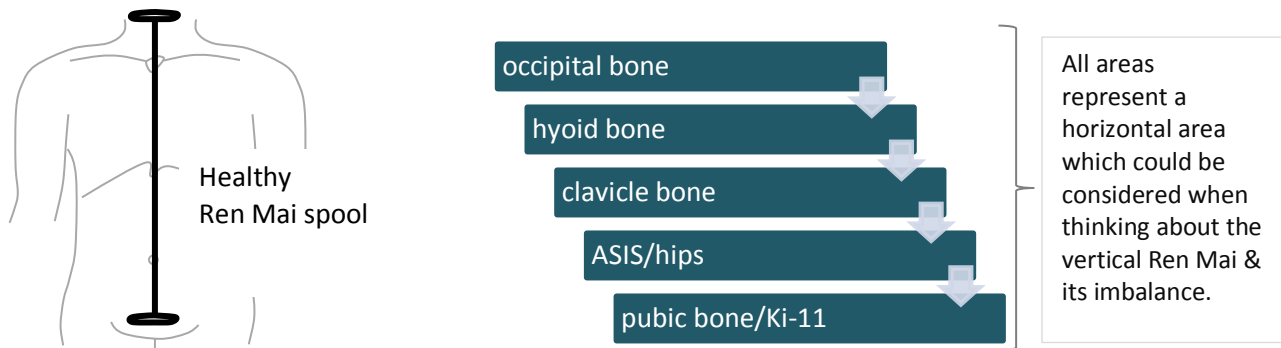 Healthy
Ren Mai spool
occipital bone
hyoid bone
clavicle bone
ASIS/hips
pubic bone/Ki-11
All areas
represent a
horizontal area
which could be
considered when
thinking about the
vertical Ren Mai &
its imbalance.